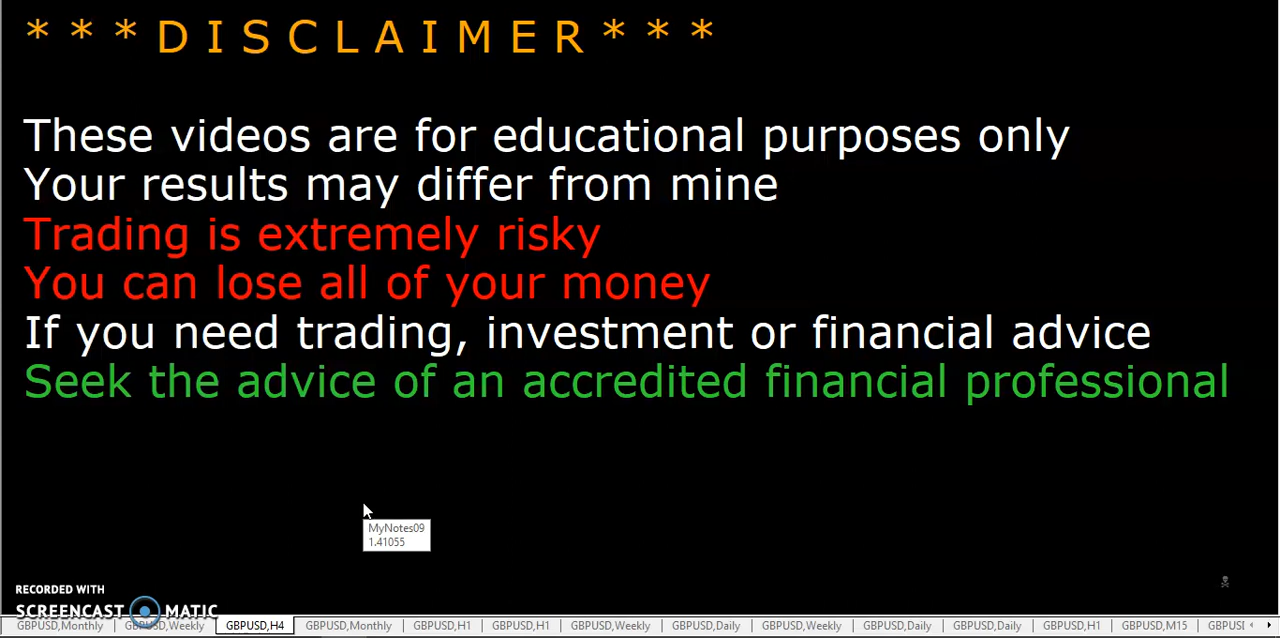 * * * D I S C L A I M E R * * *
These videos are for educational purposes only
Your results may differ from mine
Trading is extremely risky
You can lose all of your money
If you need trading, investment or financial advice
Seek the advice of an accredited financial professional
MyNotes09
1.41055
RECORDED WITH
SCREENCAST MATIC
GBPUSD,Monthly GBPUSD,Weekly GBPUSD,H4 GBPUSD,Monthly GBPUSD,H1 GBPUSD,H1 GBPUSD,Weekly GBPUSD,Daily GBPUSD,Weekly GBPUSD,Daily GBPUSD,Daily GBPUSD,H1 GBPUSD,M15